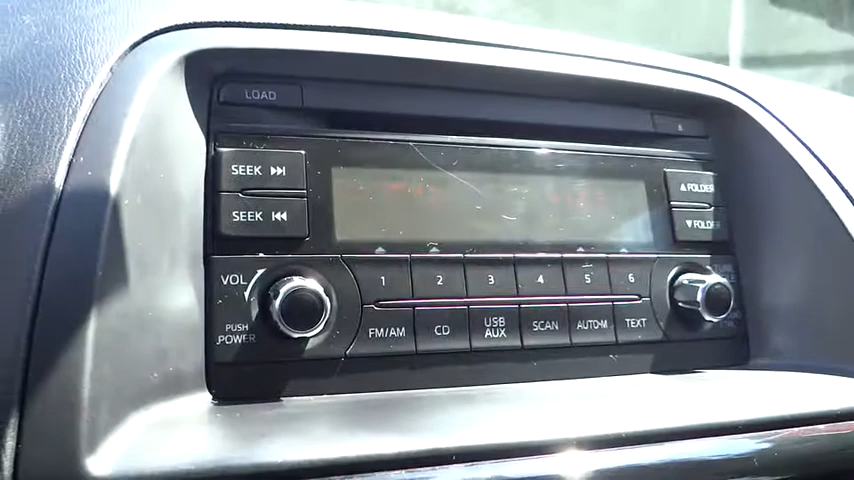 LOAD
SEEK
SEEK
▲FOLDER
▼FOLDER
VOL
1
2
3
4
5
6
PUSH
POWER
FM/AM
CD
USB
AUX
SCAN
AUTO-M
TEXT